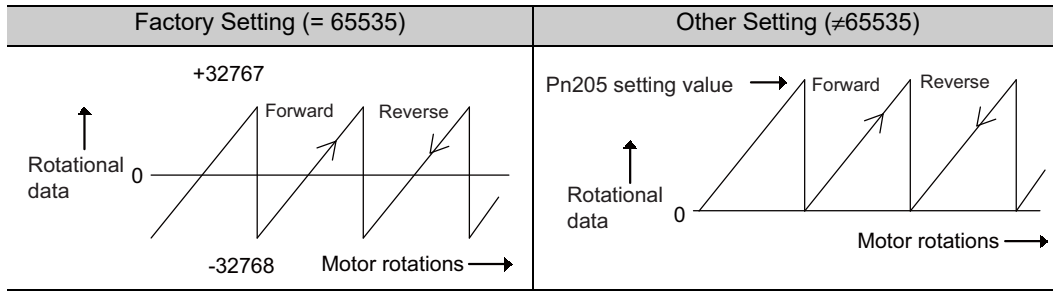 Factory Setting (= 65535)
+32767
Forward
Reverse
Rotational
data
0
-32768
Motor rotations
Other Setting (≠65535)
Pn205 setting value
Forward
Reverse
Rotational
data
0
Motor rotations